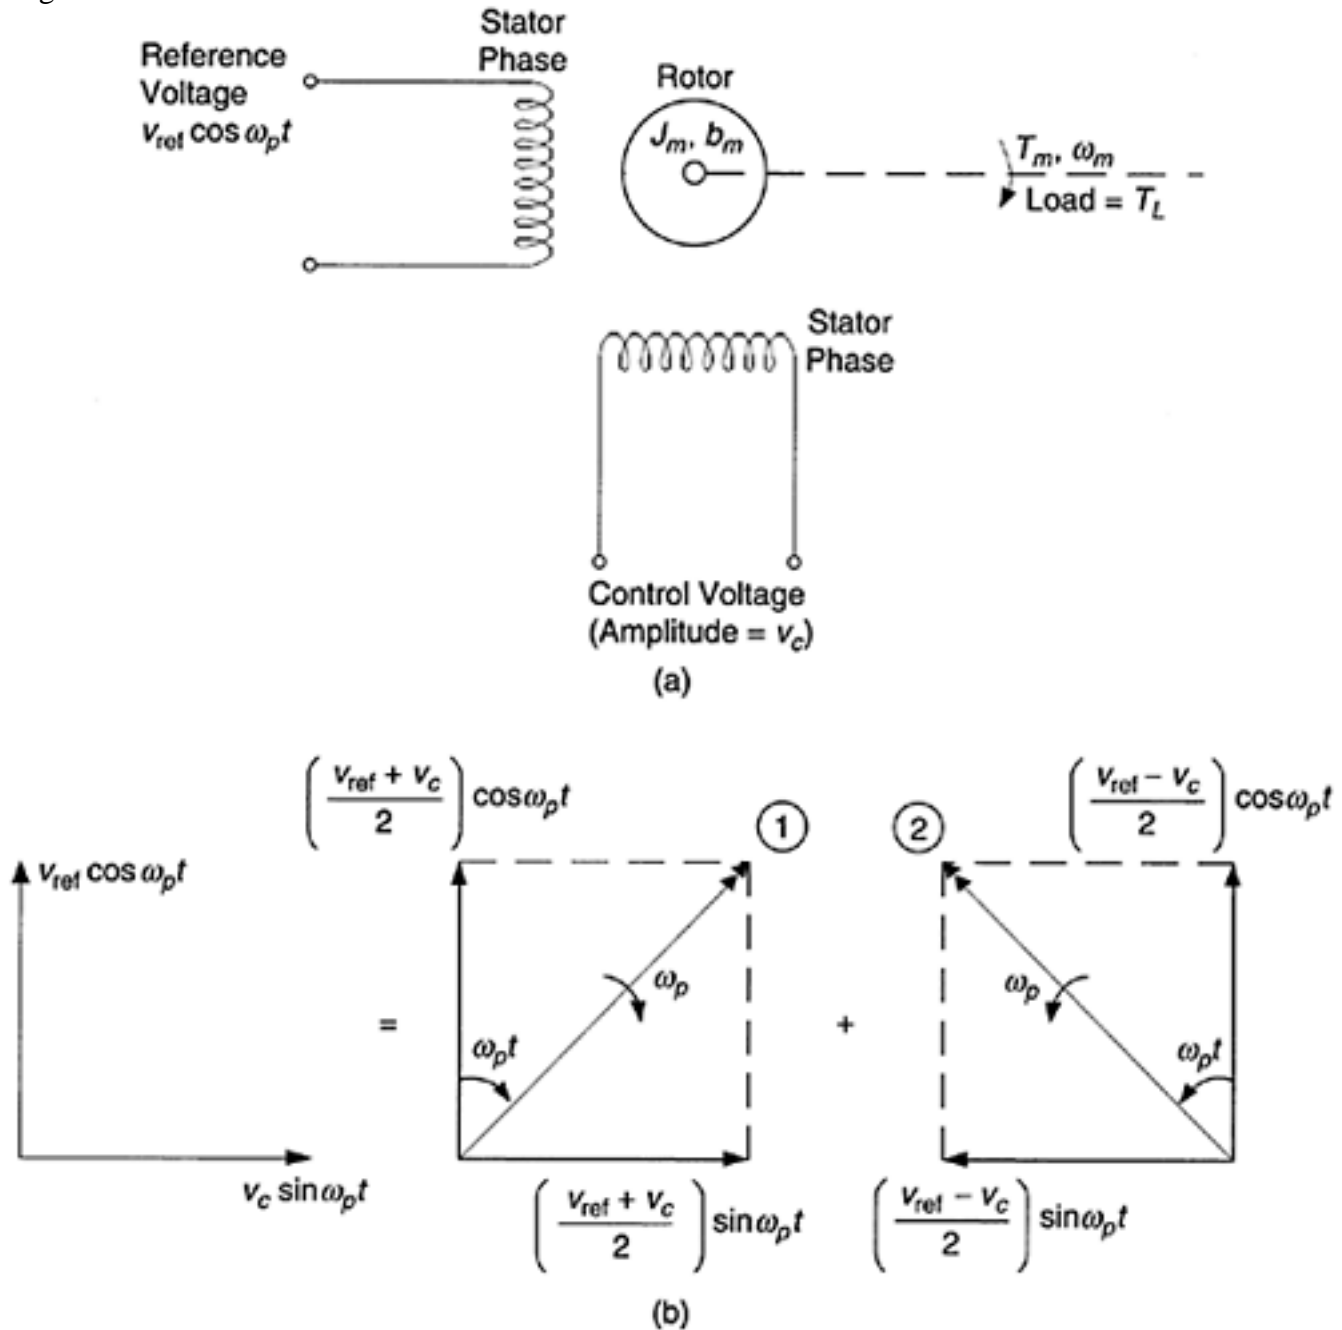 Stator
Phase
Reference
Voltage
v_ref cos ω_p t
Rotor
J_m, b_m
T_m, ω_m
Load = T_L
Stator
Phase
Control Voltage
(Amplitude = v_c)
(a)
((v_ref + v_c)/2) cos ω_p t
1
2
((v_ref − v_c)/2) cos ω_p t
v_ref cos ω_p t
ω_p
ω_p
=
+
ω_p t
ω_p t
v_c sin ω_p t
((v_ref + v_c)/2) sin ω_p t
((v_ref − v_c)/2) sin ω_p t
(b)